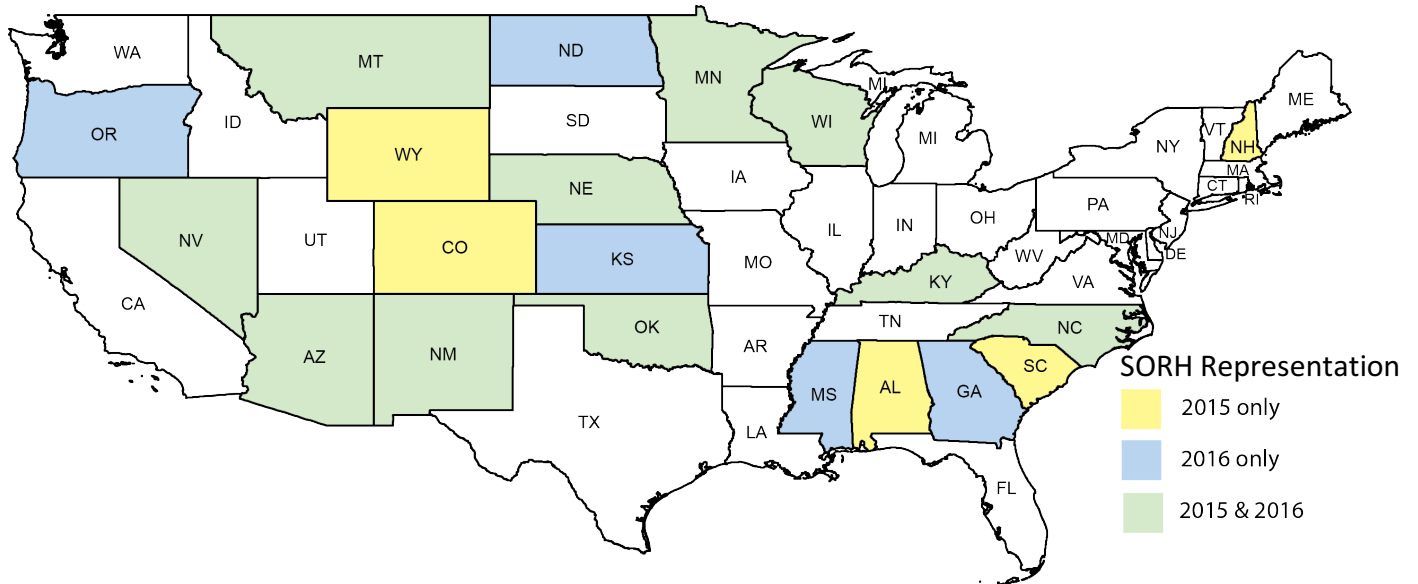 WA
MT
ND
MN
MI
ME
OR
ID
SD
WI
MI
VT
NH
NY
WY
MA
CT
RI
IA
NE
PA
NV
UT
CO
IL
IN
OH
NJ
MD
DE
WV
KS
MO
VA
CA
KY
AZ
NM
OK
TN
NC
AR
SC
MS
AL
GA
TX
LA
FL
SORH Representation
2015 only
2016 only
2015 & 2016